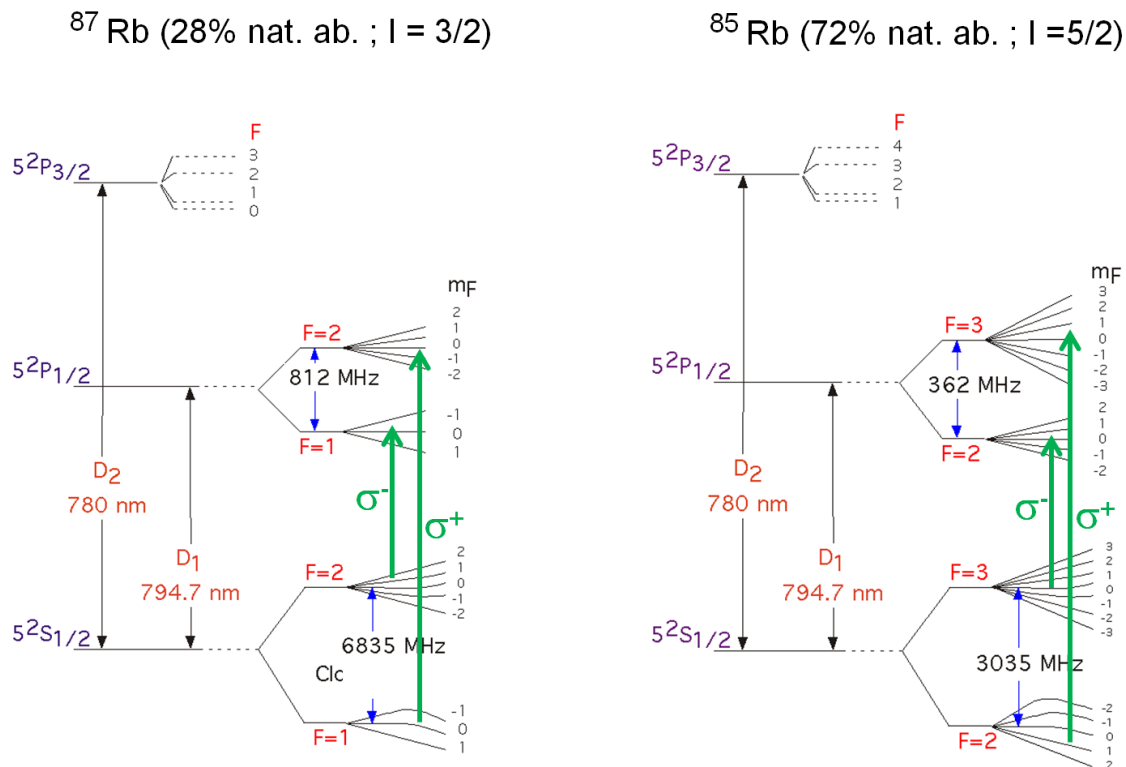 ⁸⁷ Rb (28% nat. ab. ; I = 3/2)
F
3
2
1
0
5²P3/2
mF
2
1
0
-1
-2
F=2
5²P1/2
812 MHz
F=1
-1
0
1
D2
780 nm
σ-
σ+
D1
794.7 nm
F=2
2
1
0
-1
-2
5²S1/2
6835 MHz
Clc
F=1
-1
0
1
⁸⁵ Rb (72% nat. ab. ; I =5/2)
F
4
3
2
1
5²P3/2
mF
3
2
1
0
-1
-2
-3
F=3
5²P1/2
362 MHz
F=2
2
1
0
-1
-2
D2
780 nm
σ-
σ+
D1
794.7 nm
F=3
3
2
1
0
-1
-2
-3
5²S1/2
3035 MHz
F=2
-2
-1
0
1
2